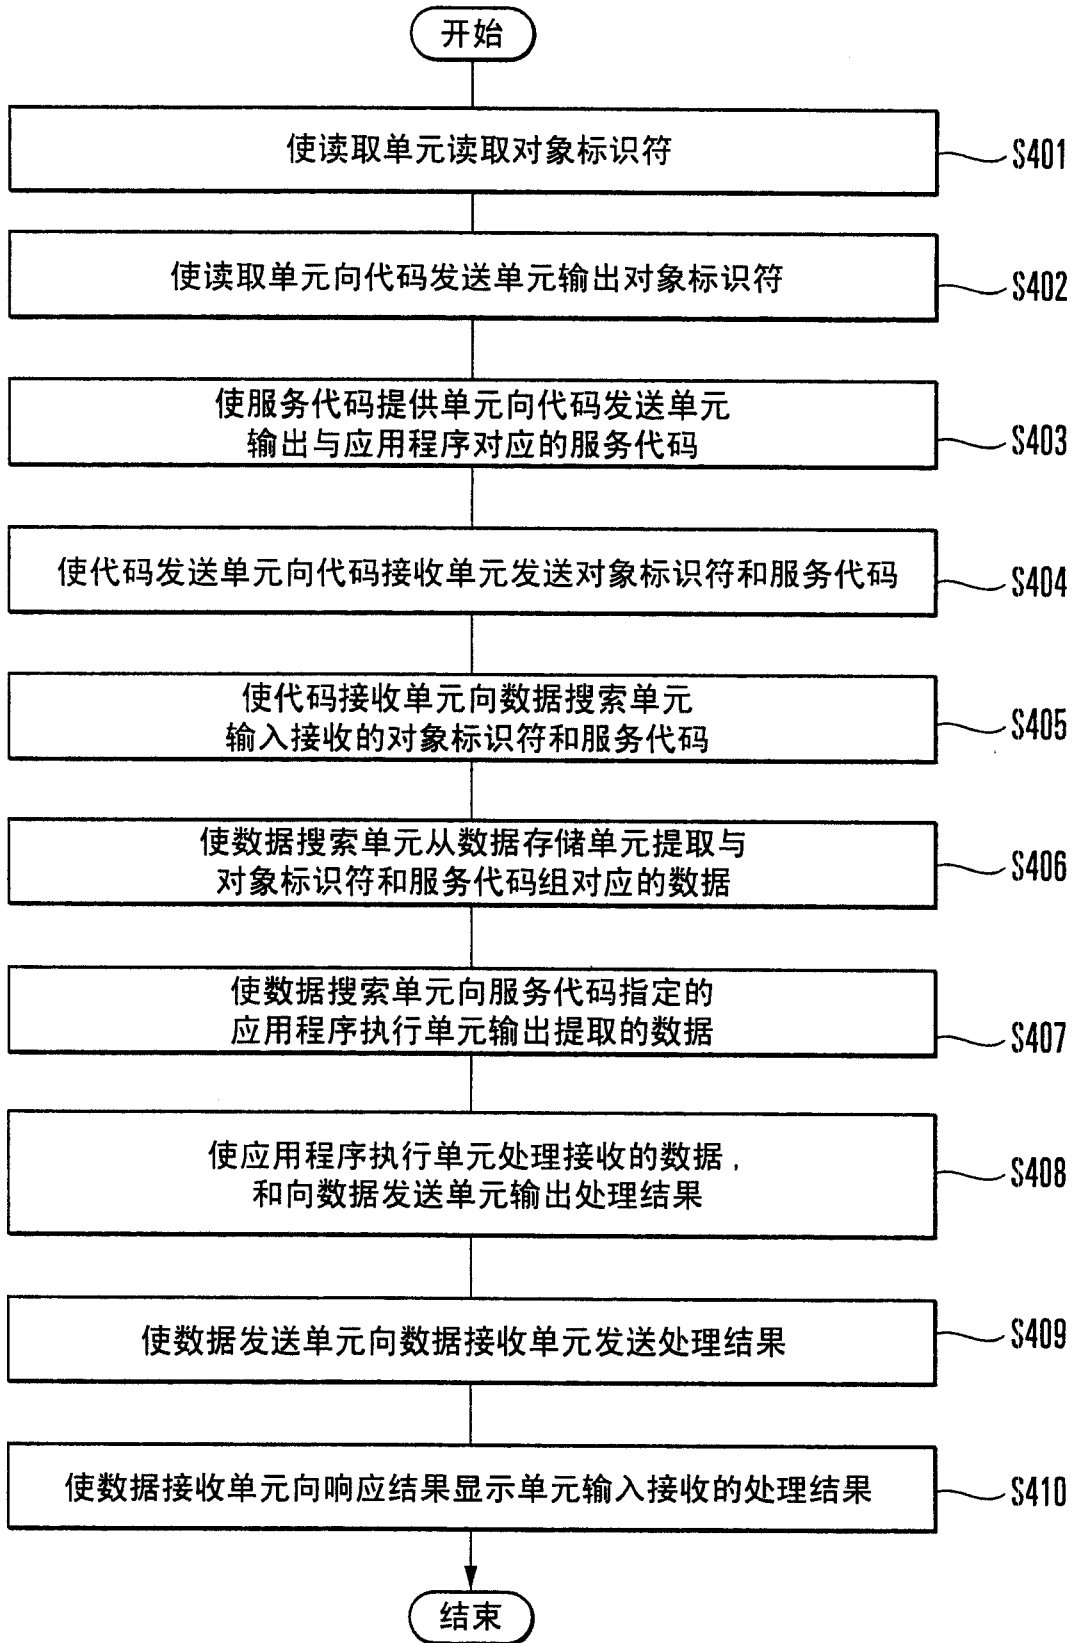 开始
使读取单元读取对象标识符
S401
使读取单元向代码发送单元输出对象标识符
S402
使服务代码提供单元向代码发送单元
输出与应用程序对应的服务代码
S403
使代码发送单元向代码接收单元发送对象标识符和服务代码
S404
使代码接收单元向数据搜索单元
输入接收的对象标识符和服务代码
S405
使数据搜索单元从数据存储单元提取与
对象标识符和服务代码组对应的数据
S406
使数据搜索单元向服务代码指定的
应用程序执行单元输出提取的数据
S407
使应用程序执行单元处理接收的数据,
和向数据发送单元输出处理结果
S408
使数据发送单元向数据接收单元发送处理结果
S409
使数据接收单元向响应结果显示单元输入接收的处理结果
S410
结束